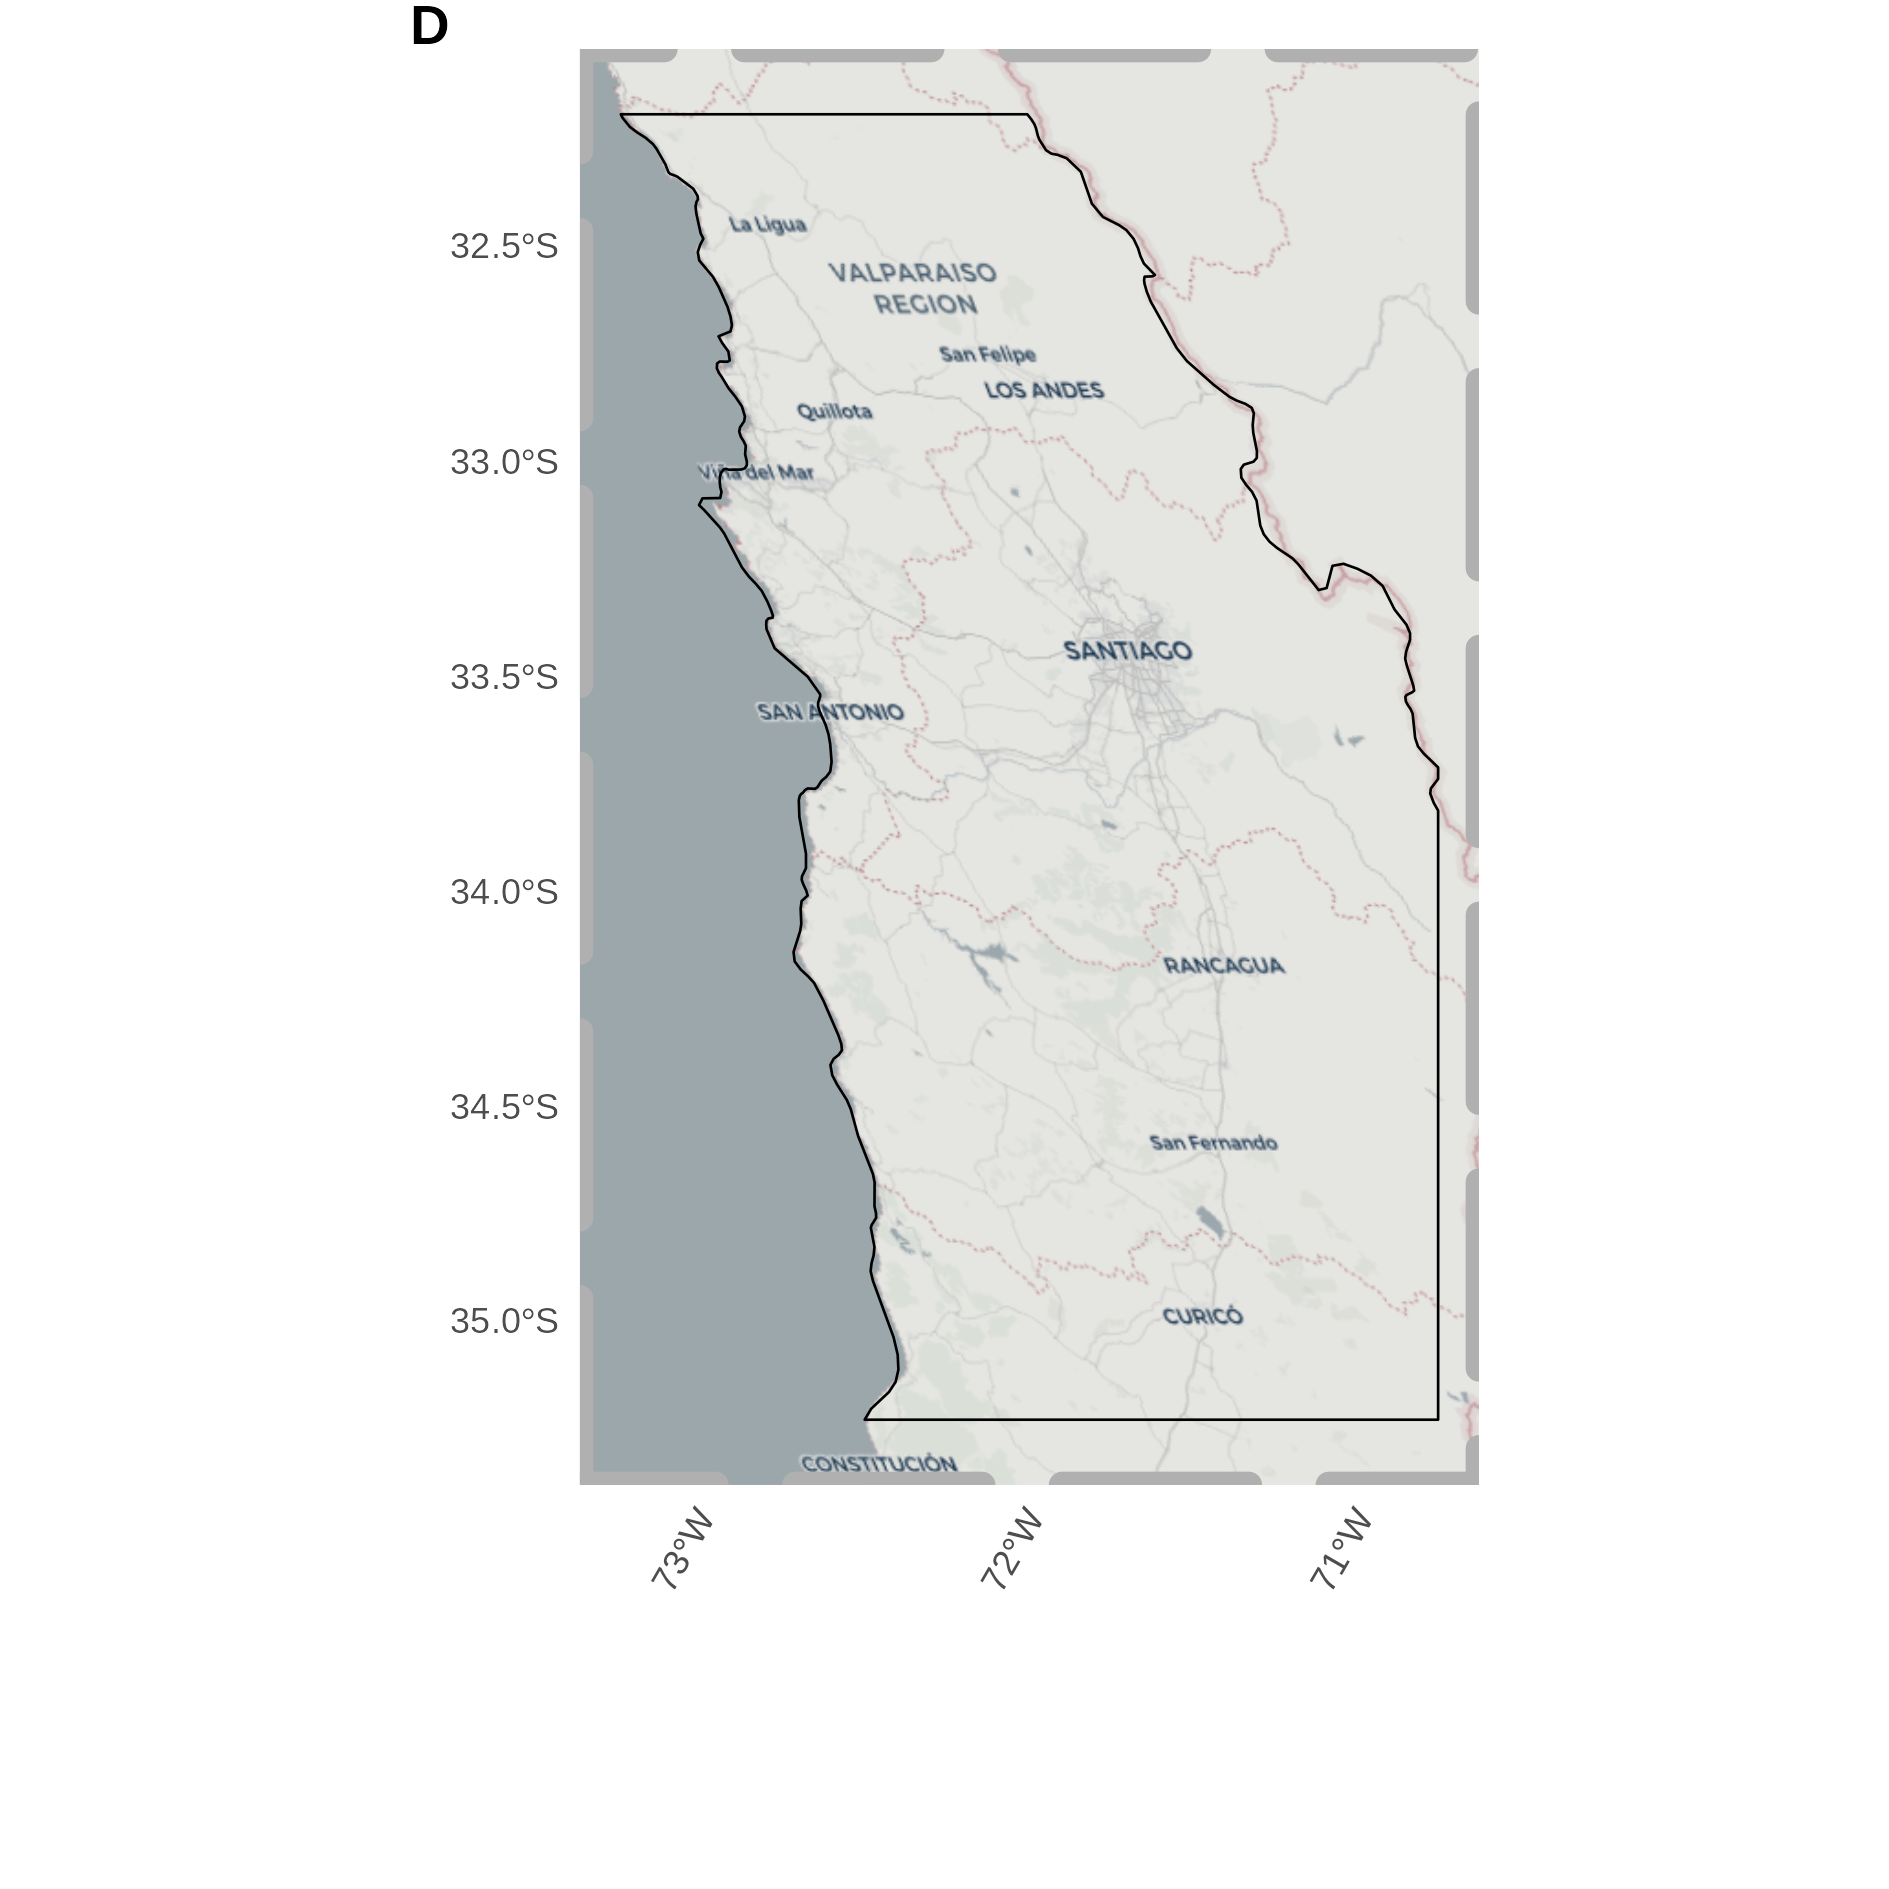 D
32.5°S
33.0°S
33.5°S
34.0°S
34.5°S
35.0°S
La Ligua
VALPARAISO
REGION
San Felipe
LOS ANDES
Quillota
Viña del Mar
SANTIAGO
SAN ANTONIO
RANCAGUA
San Fernando
CURICÓ
CONSTITUCIÓN
73°W
72°W
71°W